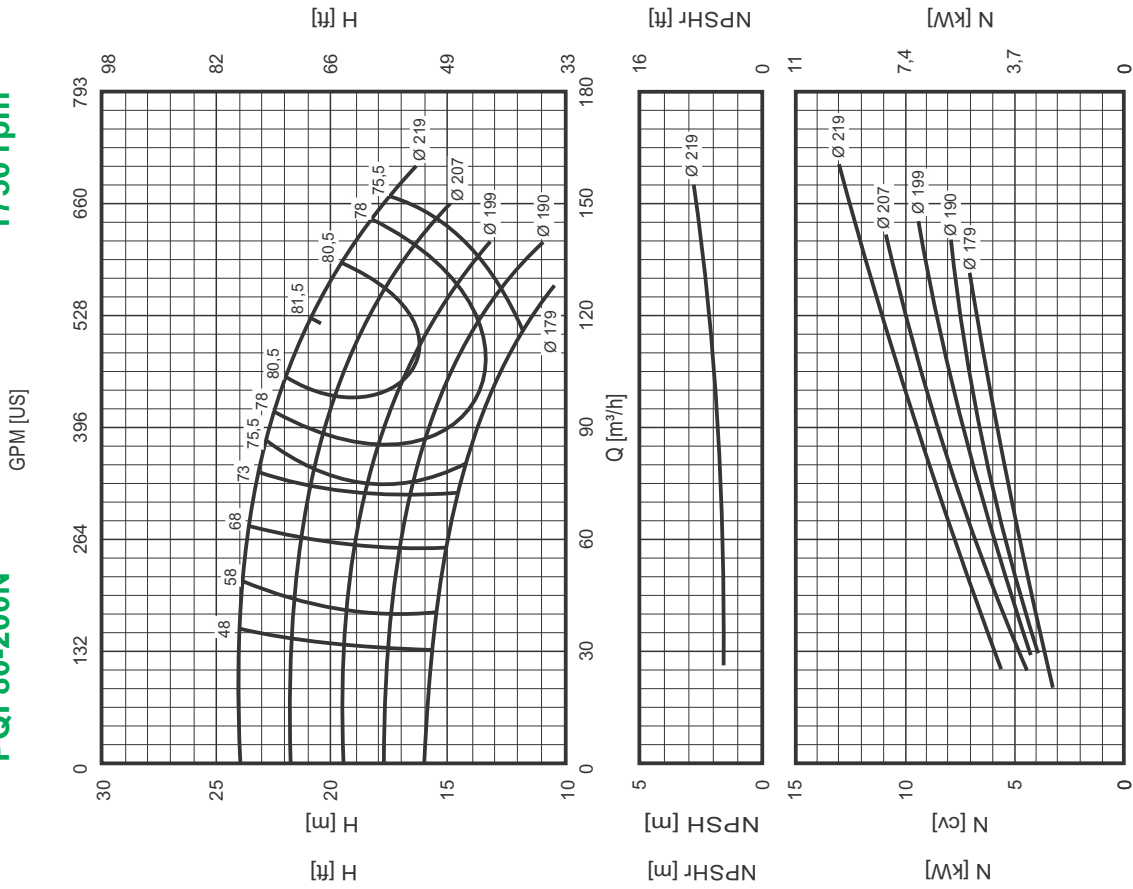 1750 rpm
GPM [US]
0 132 264 396 528 660 793
H [ft]
H [m]
30
25
20
15
10
98
82
66
49
33
H [ft]
48
58
68
73
75,5
78
80,5
81,5
80,5
78
75,5
Ø 219
Ø 207
Ø 199
Ø 190
Ø 179
0 30 60 90 120 150 180
Q [m³/h]
NPSHr [m]
NPSH [m]
5
0
16
0
NPSHr [ft]
Ø 219
N [kW]
N [cv]
15
10
5
0
11
7,4
3,7
0
N [kW]
Ø 219
Ø 207
Ø 199
Ø 190
Ø 179